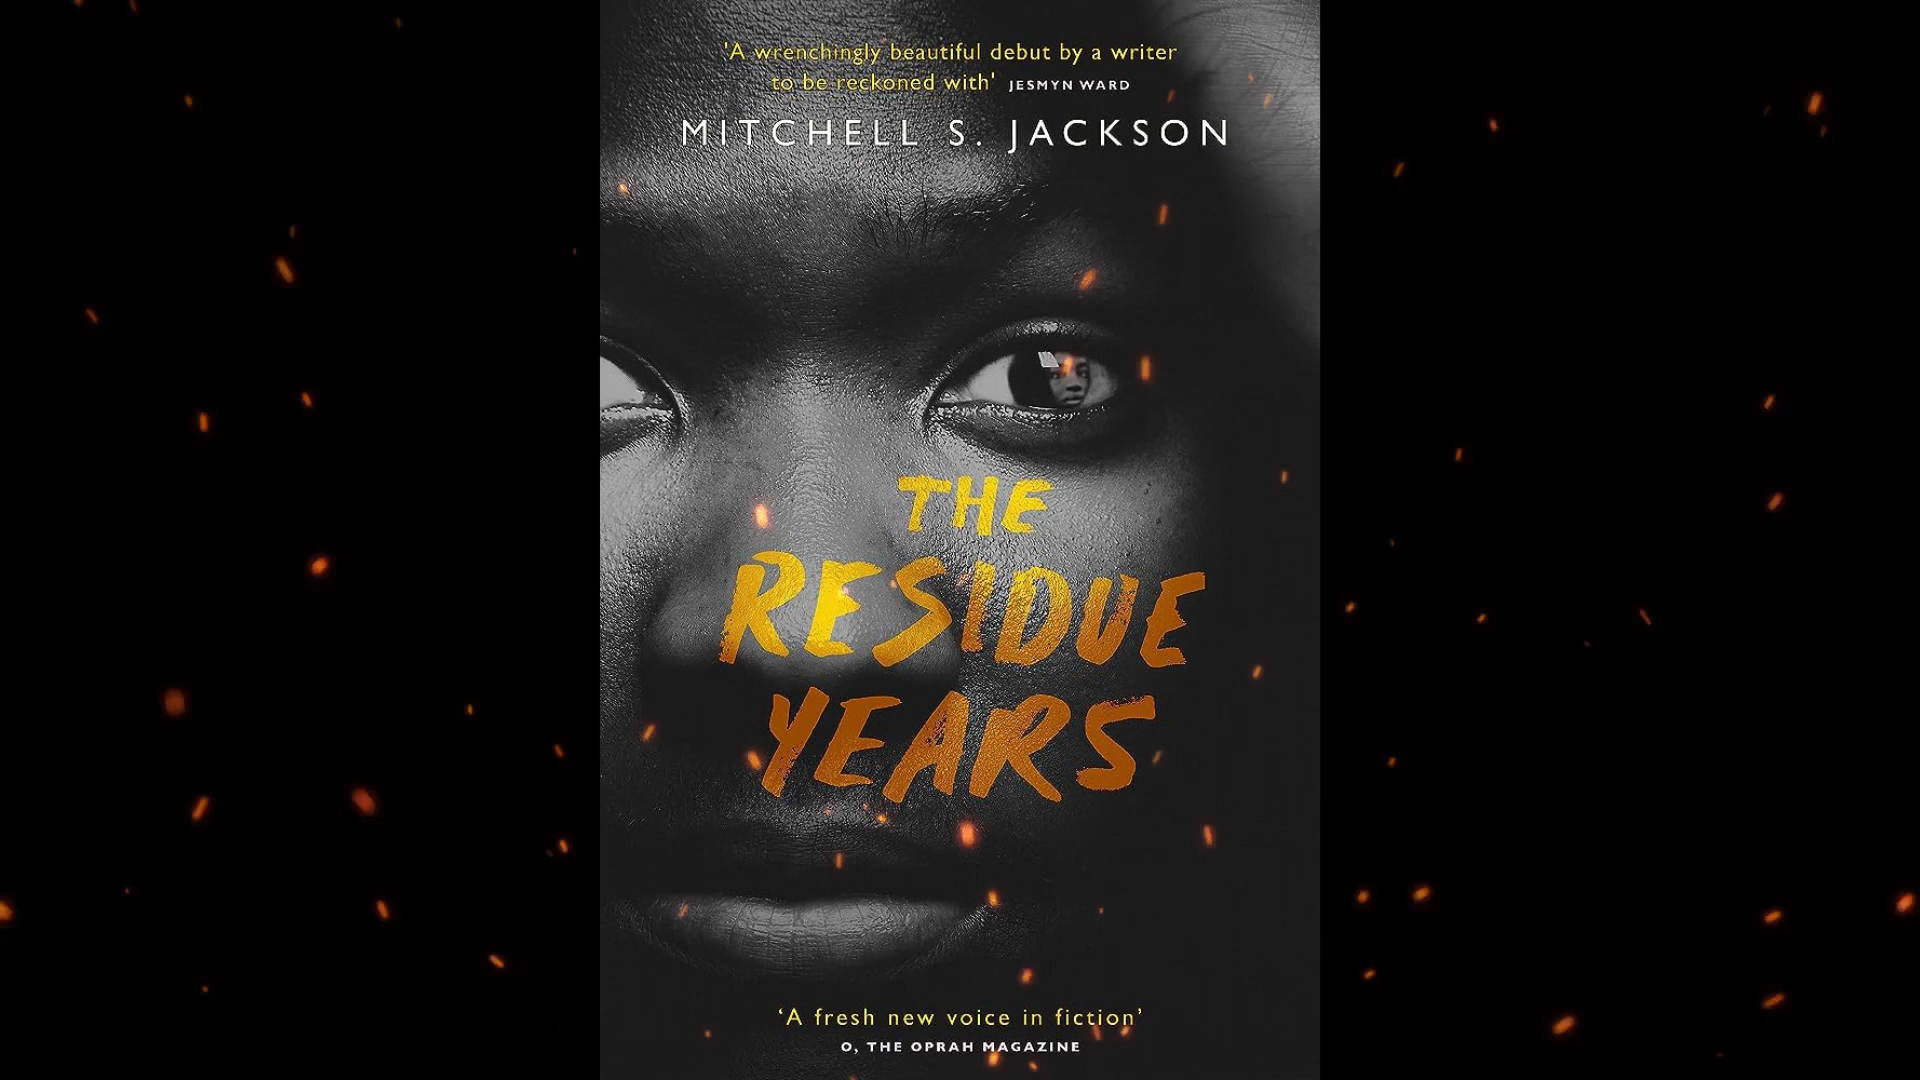 'A wrenchingly beautiful debut by a writer
to be reckoned with' JESMYN WARD
MITCHELL S. JACKSON
THE
RESIDUE
YEARS
‘A fresh new voice in fiction’
O, THE OPRAH MAGAZINE